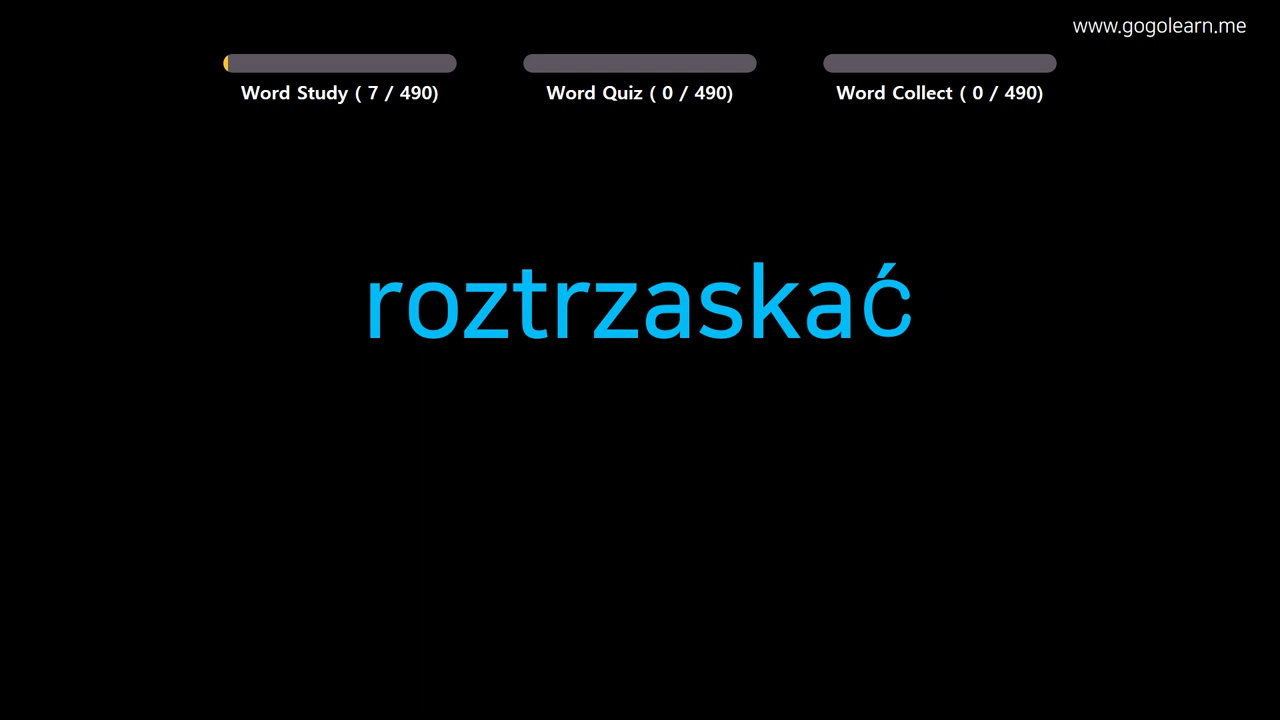 www.gogolearn.me
Word Study ( 7 / 490)
Word Quiz ( 0 / 490)
Word Collect ( 0 / 490)
roztrzaskać